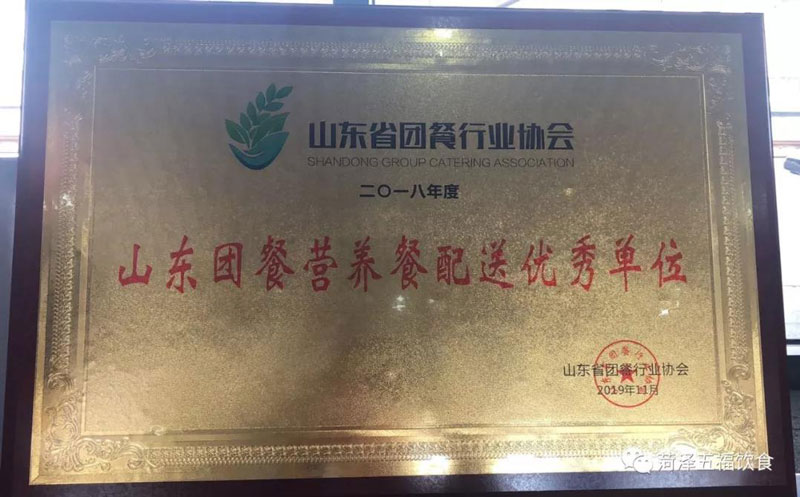 山东省团餐行业协会
SHANDONG GROUP CATERING ASSOCIATION
二〇一八年度
山东团餐营养餐配送优秀单位
山东省团餐行业协会
2019年11月
菏泽五福饮食